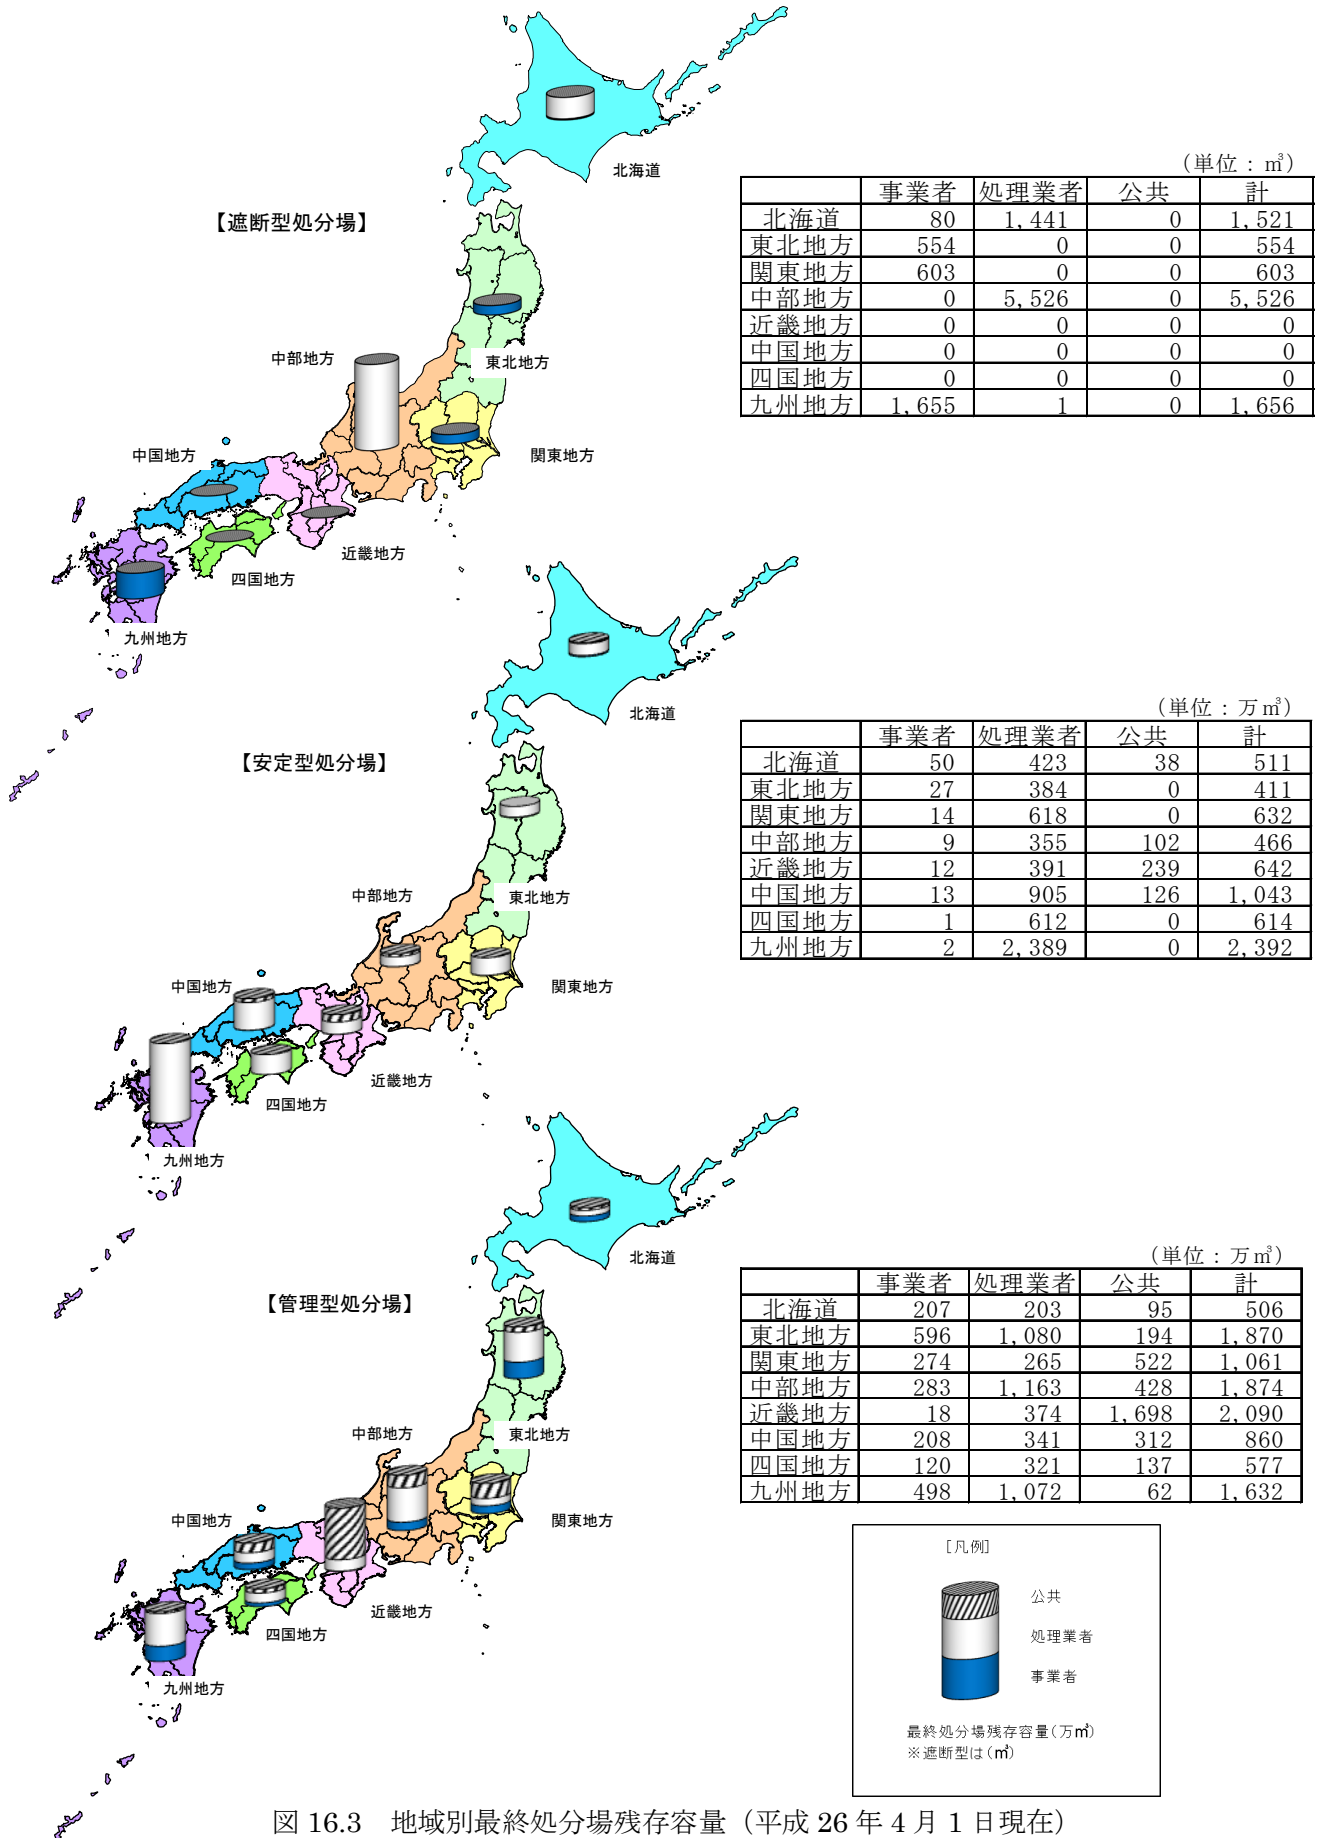 【遮断型処分場】
北海道
東北地方
中部地方
関東地方
中国地方
近畿地方
四国地方
九州地方
（単位：㎥）
事業者 処理業者 公共 計
北海道 80 1,441 0 1,521
東北地方 554 0 0 554
関東地方 603 0 0 603
中部地方 0 5,526 0 5,526
近畿地方 0 0 0 0
中国地方 0 0 0 0
四国地方 0 0 0 0
九州地方 1,655 1 0 1,656
【安定型処分場】
北海道
中部地方
東北地方
関東地方
中国地方
近畿地方
四国地方
九州地方
（単位：万㎥）
事業者 処理業者 公共 計
北海道 50 423 38 511
東北地方 27 384 0 411
関東地方 14 618 0 632
中部地方 9 355 102 466
近畿地方 12 391 239 642
中国地方 13 905 126 1,043
四国地方 1 612 0 614
九州地方 2 2,389 0 2,392
【管理型処分場】
北海道
中部地方
東北地方
関東地方
中国地方
近畿地方
四国地方
九州地方
（単位：万㎥）
事業者 処理業者 公共 計
北海道 207 203 95 506
東北地方 596 1,080 194 1,870
関東地方 274 265 522 1,061
中部地方 283 1,163 428 1,874
近畿地方 18 374 1,698 2,090
中国地方 208 341 312 860
四国地方 120 321 137 577
九州地方 498 1,072 62 1,632
［凡例］
公共
処理業者
事業者
最終処分場残存容量（万㎥）
※遮断型は（㎥）
図 16.3　地域別最終処分場残存容量（平成 26 年 4 月 1 日現在）